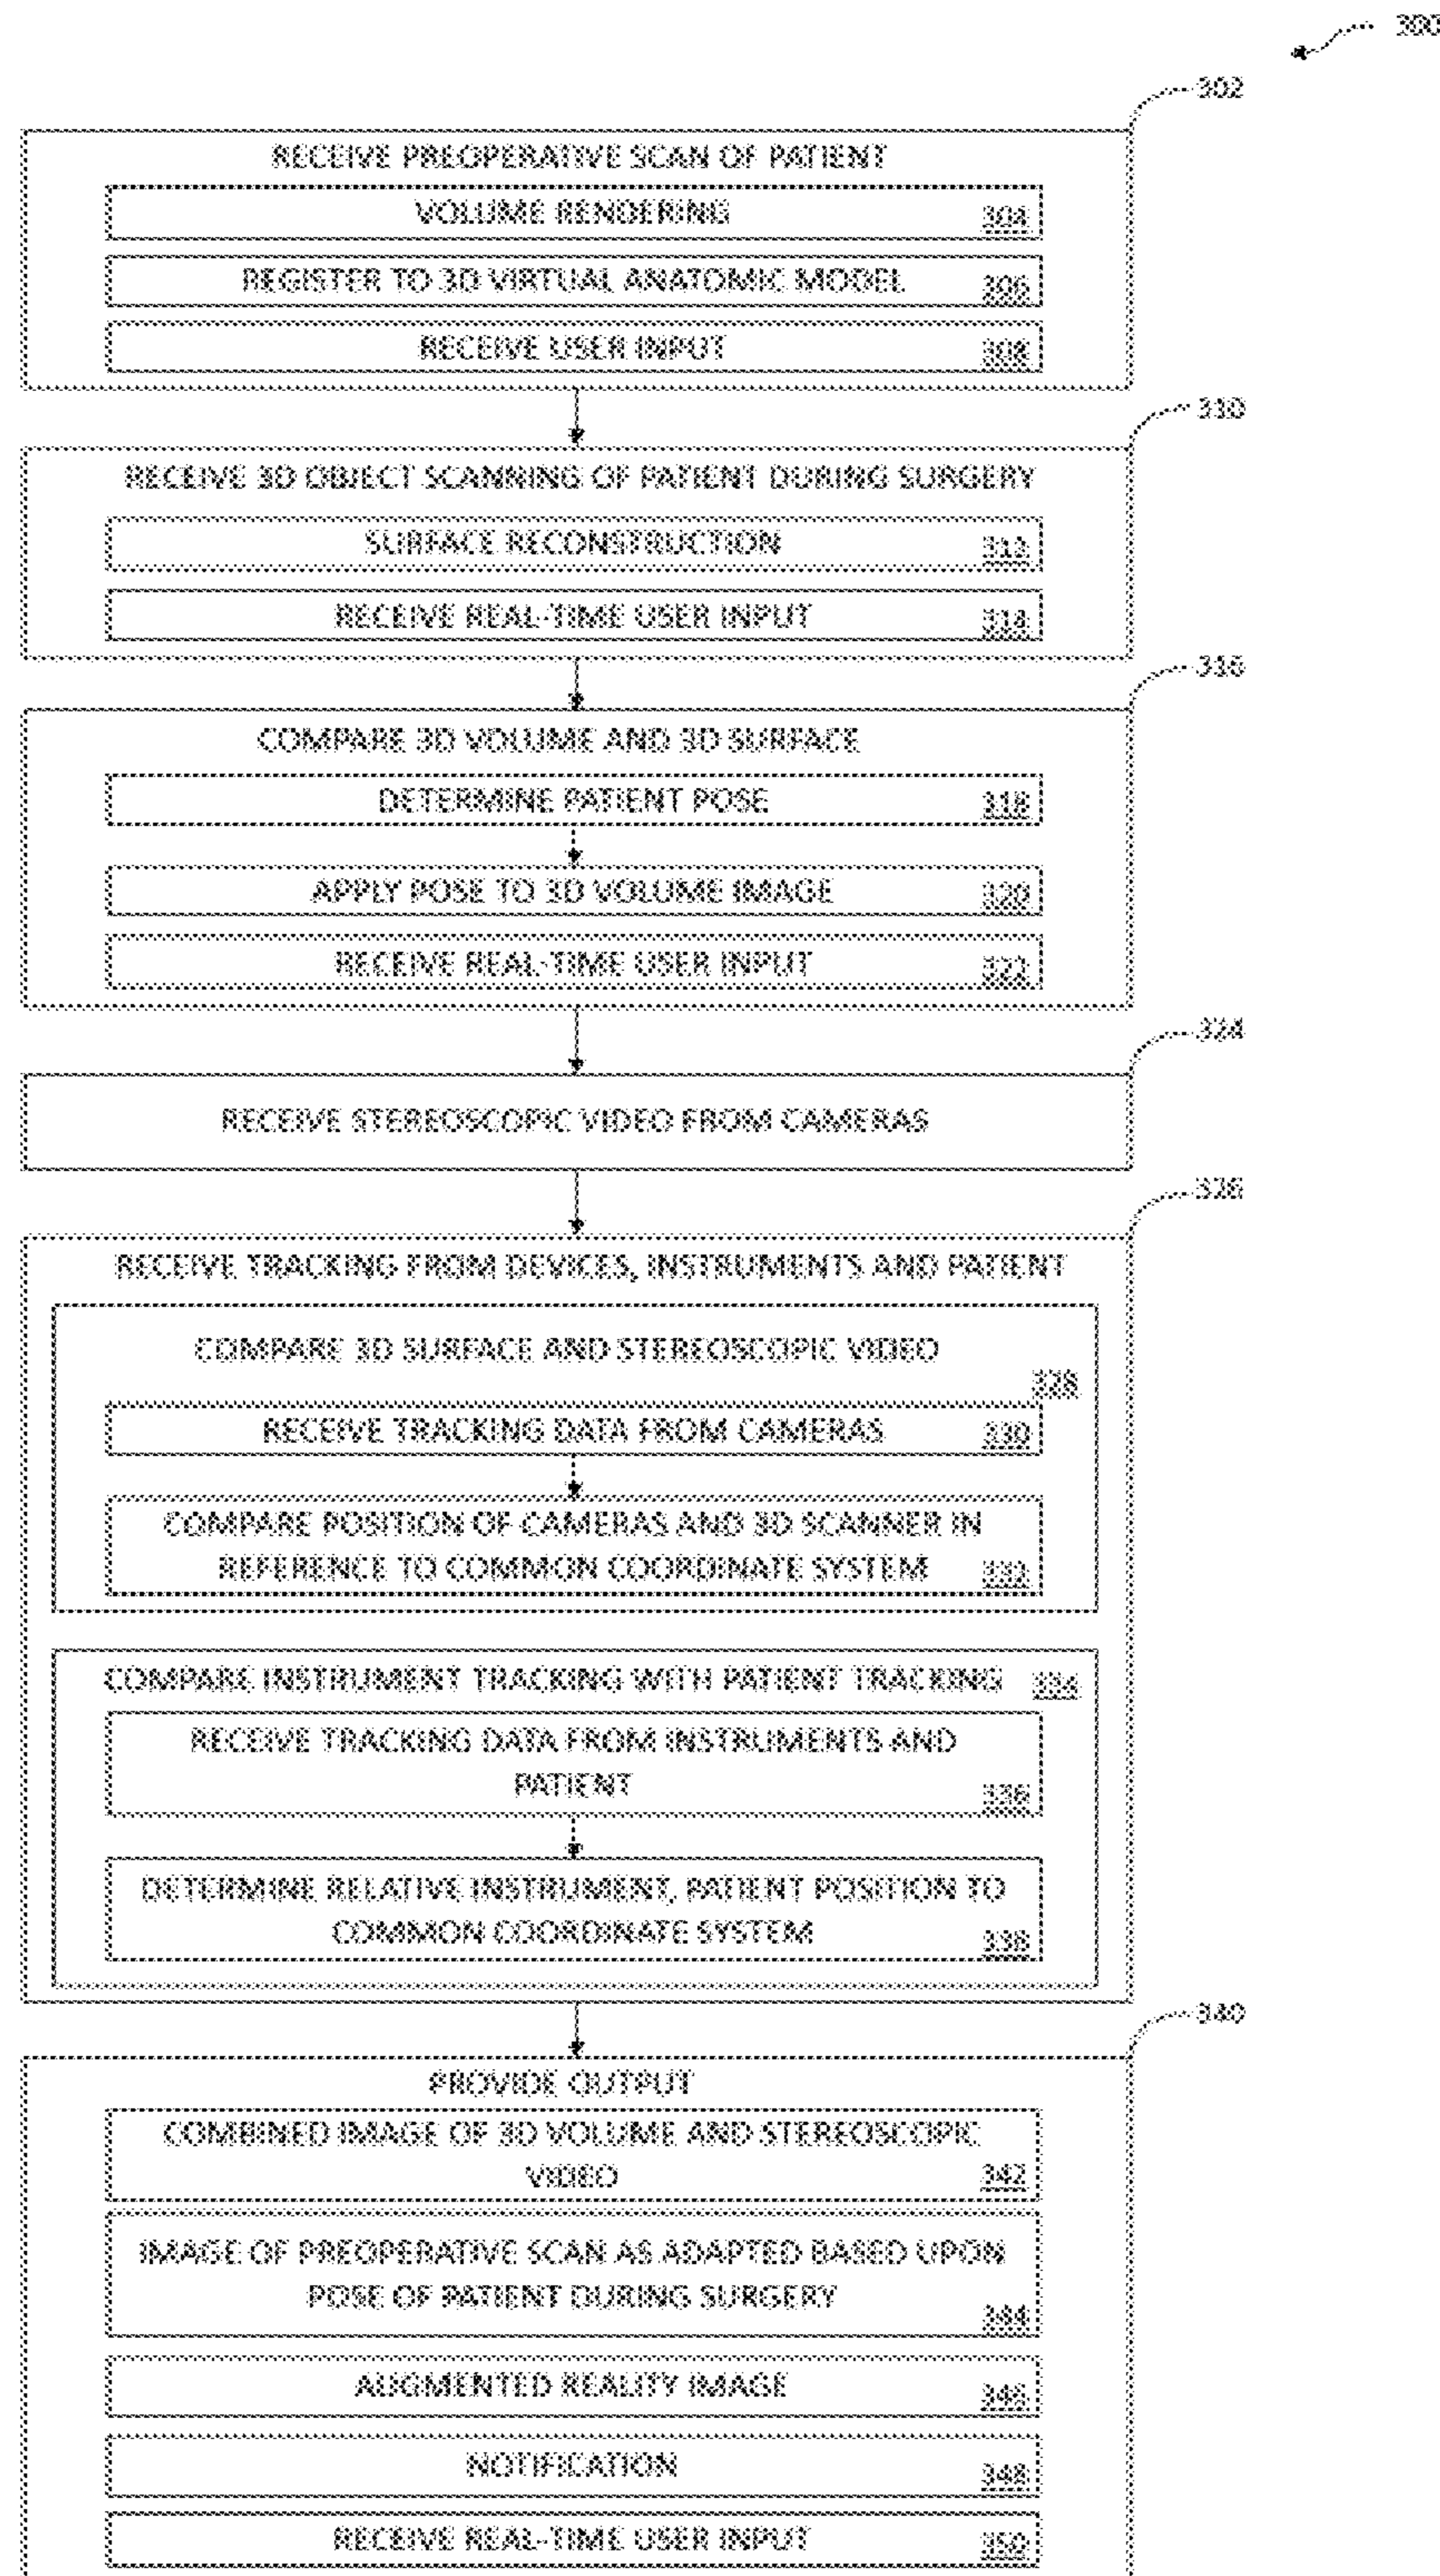 300
302
RECEIVE PREOPERATIVE SCAN OF PATIENT
VOLUME RENDERING 304
REGISTER TO 3D VIRTUAL ANATOMIC MODEL 306
RECEIVE USER INPUT 308
310
RECEIVE 3D OBJECT SCANNING OF PATIENT DURING SURGERY
SURFACE RECONSTRUCTION 312
RECEIVE REAL-TIME USER INPUT 314
316
COMPARE 3D VOLUME AND 3D SURFACE
DETERMINE PATIENT POSE 318
APPLY POSE TO 3D VOLUME IMAGE 320
RECEIVE REAL-TIME USER INPUT 322
324
RECEIVE STEREOSCOPIC VIDEO FROM CAMERAS
326
RECEIVE TRACKING FROM DEVICES, INSTRUMENTS AND PATIENT
COMPARE 3D SURFACE AND STEREOSCOPIC VIDEO
328
RECEIVE TRACKING DATA FROM CAMERAS 330
COMPARE POSITION OF CAMERAS AND 3D SCANNER IN
REFERENCE TO COMMON COORDINATE SYSTEM 332
COMPARE INSTRUMENT TRACKING WITH PATIENT TRACKING 334
RECEIVE TRACKING DATA FROM INSTRUMENTS AND
PATIENT 336
DETERMINE RELATIVE INSTRUMENT, PATIENT POSITION TO
COMMON COORDINATE SYSTEM 338
340
PROVIDE OUTPUT
COMBINED IMAGE OF 3D VOLUME AND STEREOSCOPIC
VIDEO 342
IMAGE OF PREOPERATIVE SCAN AS ADAPTED BASED UPON
POSE OF PATIENT DURING SURGERY 344
AUGMENTED REALITY IMAGE 346
NOTIFICATION 348
RECEIVE REAL-TIME USER INPUT 350